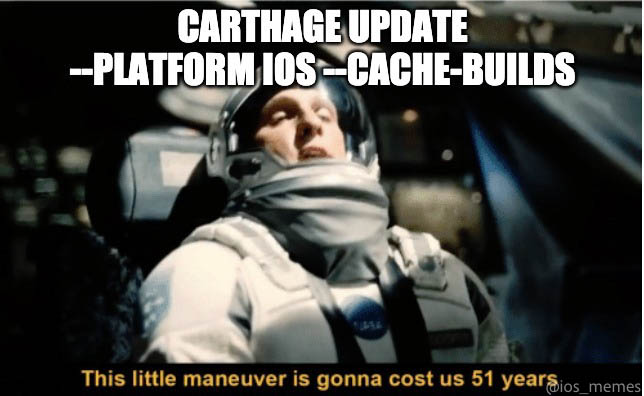 CARTHAGE UPDATE
--PLATFORM IOS --CACHE-BUILDS
This little maneuver is gonna cost us 51 years
@ios_memes